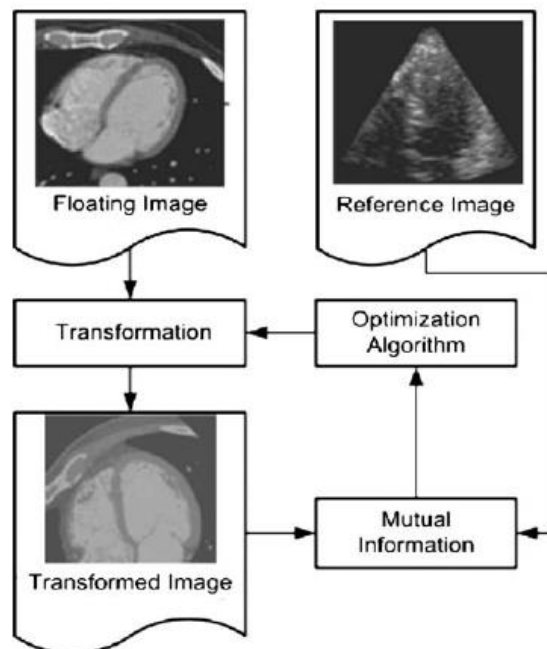 Floating Image
Reference Image
Transformation
Optimization
Algorithm
Transformed Image
Mutual
Information